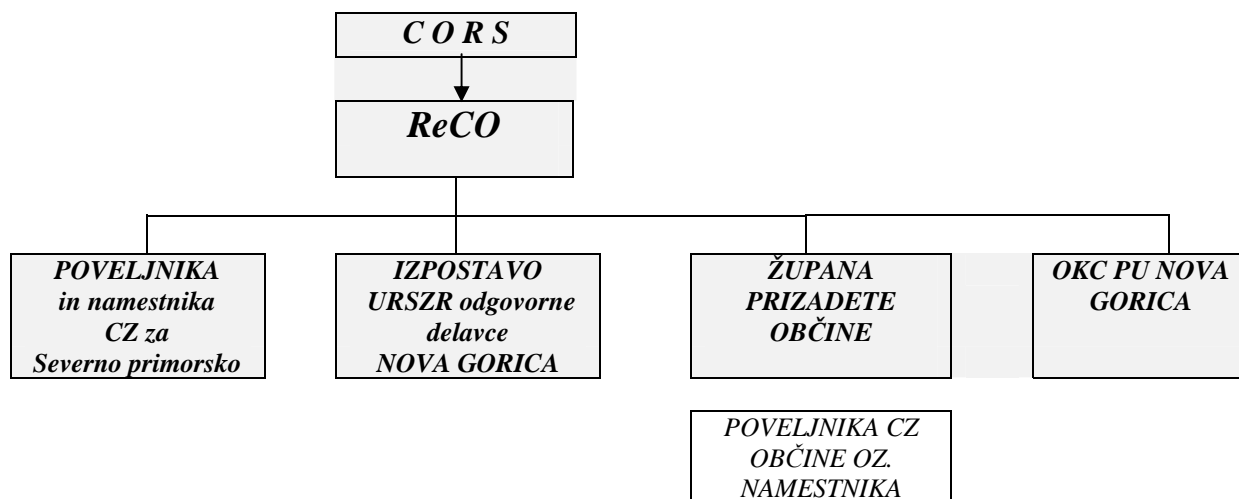 C O R S
ReCO
POVELJNIKA
in namestnika
CZ za
Severno primorsko
IZPOSTAVO
URSZR odgovorne
delavce
NOVA GORICA
ŽUPANA
PRIZADETE
OBČINE
OKC PU NOVA
GORICA
POVELJNIKA CZ
OBČINE OZ.
NAMESTNIKA